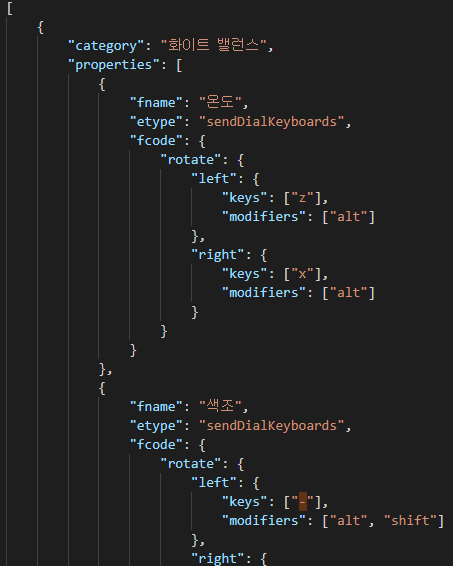 [
{
"category": "화이트 밸런스",
"properties": [
{
"fname": "온도",
"etype": "sendDialKeyboards",
"fcode": {
"rotate": {
"left": {
"keys": ["z"],
"modifiers": ["alt"]
},
"right": {
"keys": ["x"],
"modifiers": ["alt"]
}
}
}
},
{
"fname": "색조",
"etype": "sendDialKeyboards",
"fcode": {
"rotate": {
"left": {
"keys": ["-"],
"modifiers": ["alt", "shift"]
},
"right": {